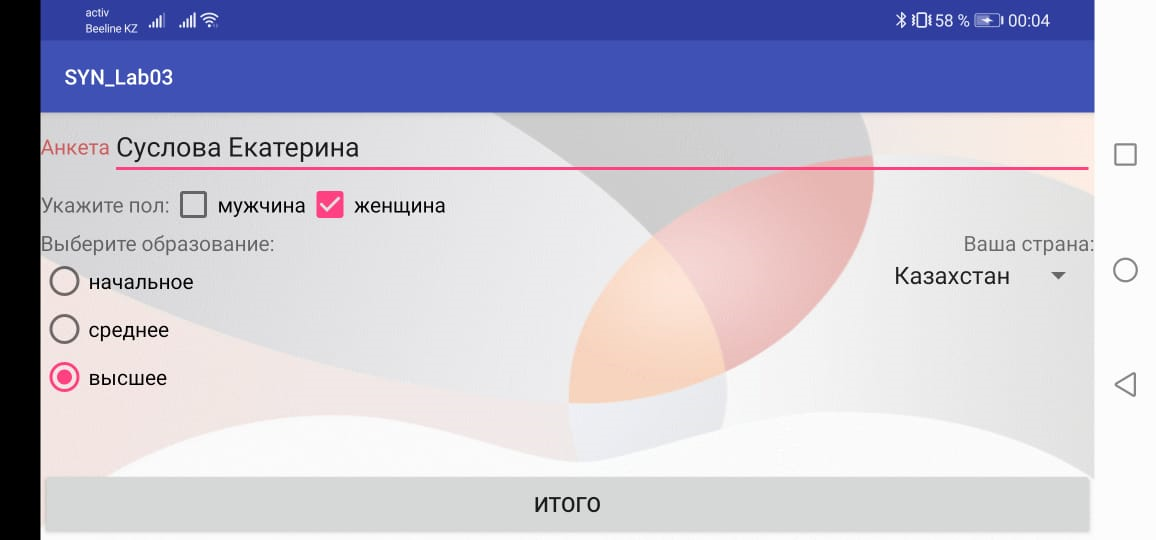 activ
Beeline KZ
58 % 00:04
SYN_Lab03
Анкета Суслова Екатерина
Укажите пол: мужчина женщина
Выберите образование: Ваша страна:
начальное Казахстан
среднее
высшее
ИТОГО